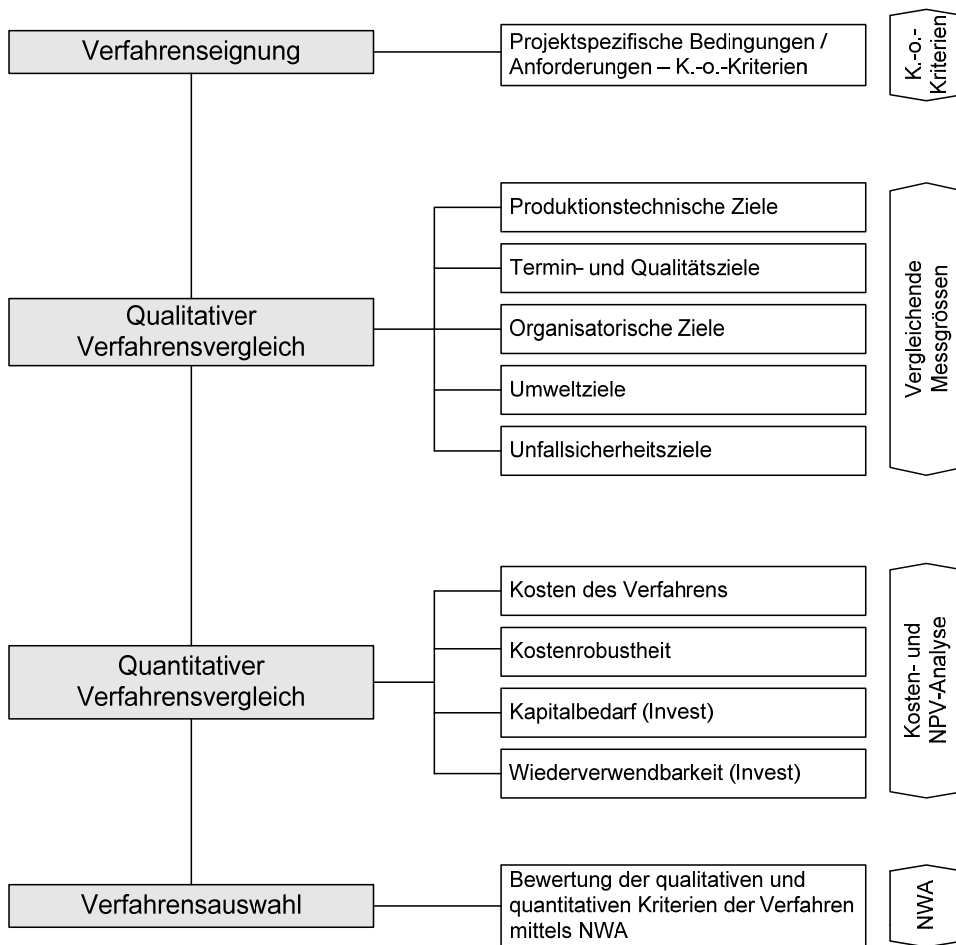 Verfahrenseignung
Projektspezifische Bedingungen /
Anforderungen – K.-o.-Kriterien
K.-o.-
Kriterien
Qualitativer
Verfahrensvergleich
Produktionstechnische Ziele
Termin- und Qualitätsziele
Organisatorische Ziele
Umweltziele
Unfallsicherheitsziele
Vergleichende
Messgrössen
Quantitativer
Verfahrensvergleich
Kosten des Verfahrens
Kostenrobustheit
Kapitalbedarf (Invest)
Wiederverwendbarkeit (Invest)
Kosten- und
NPV-Analyse
Verfahrensauswahl
Bewertung der qualitativen und
quantitativen Kriterien der Verfahren
mittels NWA
NWA